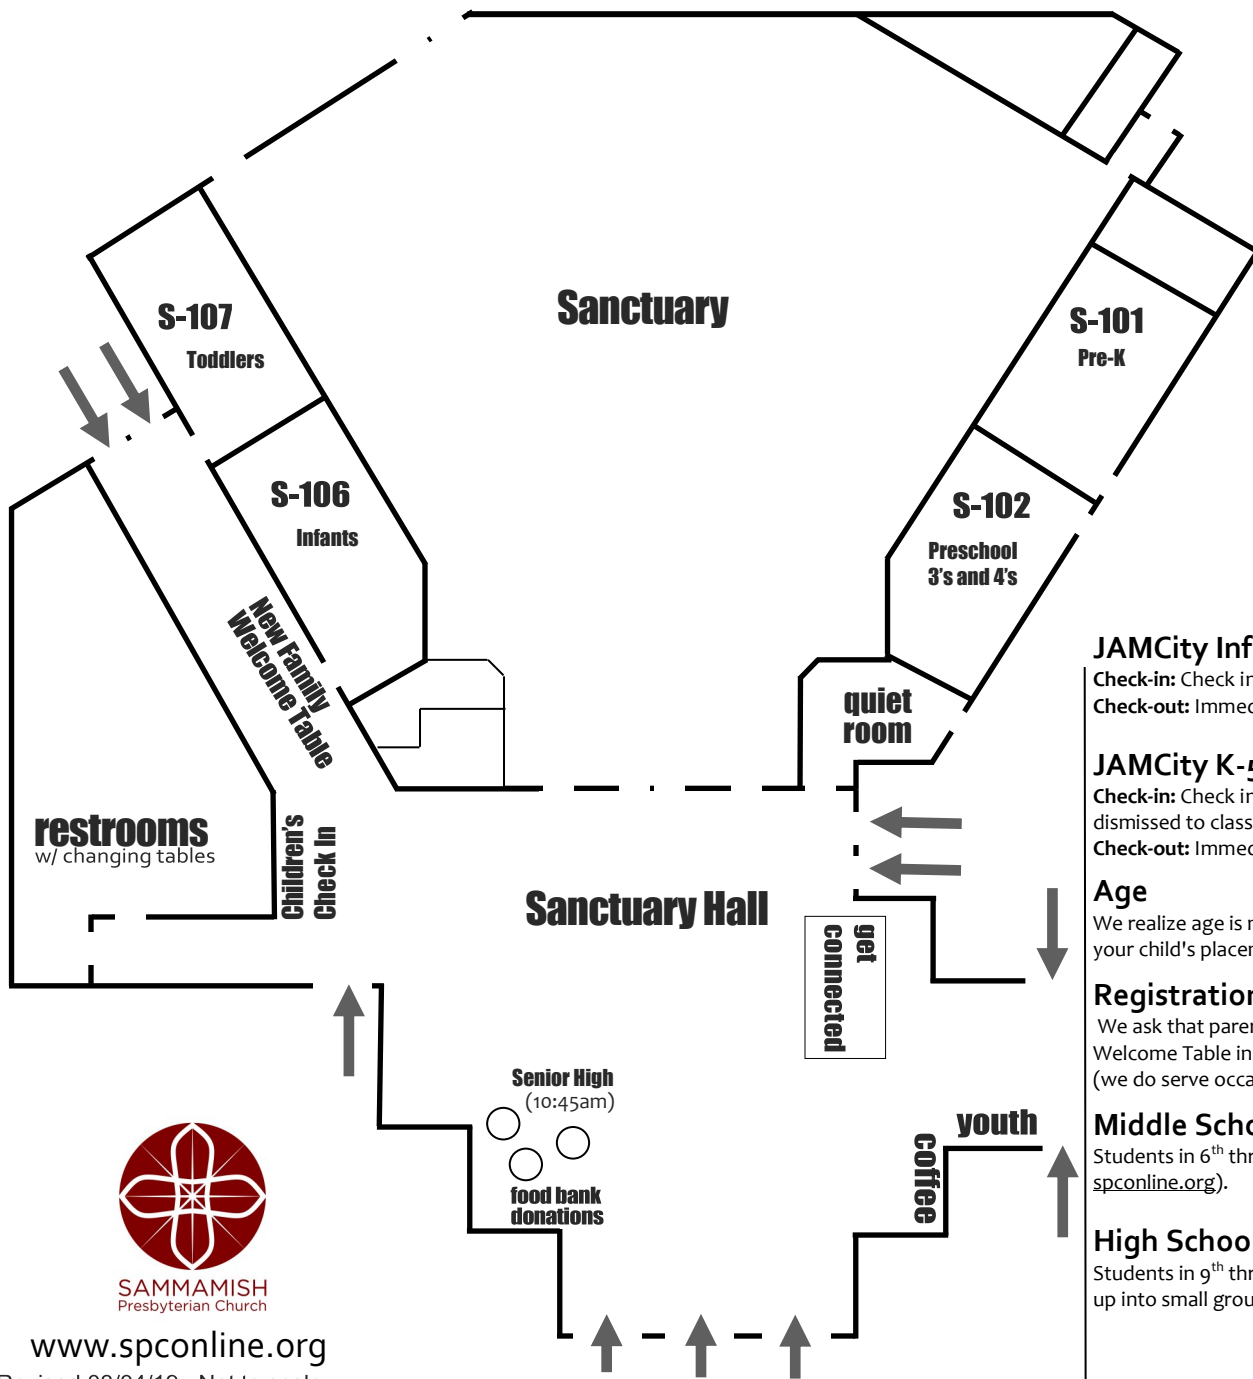 Sanctuary
S-107
Toddlers
S-101
Pre-K
S-106
Infants
S-102
Preschool
3's and 4's
New Family
Welcome Table
quiet
room
restrooms
w/ changing tables
Children's
Check In
Sanctuary Hall
get
connected
Senior High
(10:45am)
food bank
donations
coffee
youth
SAMMAMISH
Presbyterian Church
www.spconline.org
JAMCity Inf
Check-in: Check in
Check-out: Immed
JAMCity K-5
Check-in: Check in
dismissed to class
Check-out: Immed
Age
We realize age is
your child's placer
Registration
We ask that paren
Welcome Table in
(we do serve occa
Middle Scho
Students in 6th thr
spconline.org).
High Schoo
Students in 9th thr
up into small grou